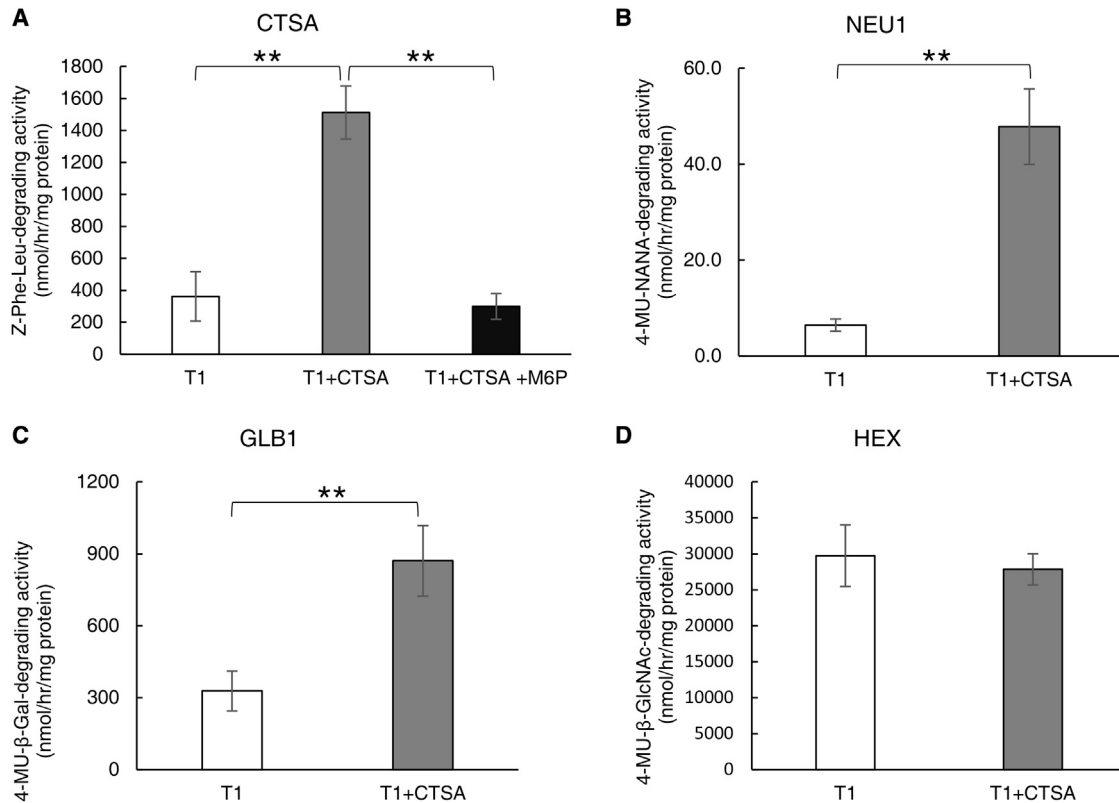 A
CTSA
Z-Phe-Leu-degrading activity
(nmol/hr/mg protein)
1800
1600
1400
1200
1000
800
600
400
200
0
**
**
T1
T1+CTSA
T1+CTSA +M6P
B
NEU1
4-MU-NANA-degrading activity
(nmol/hr/mg protein)
60.0
40.0
20.0
0.0
**
T1
T1+CTSA
C
GLB1
4-MU-β-Gal-degrading activity
(nmol/hr/mg protein)
1200
900
600
300
0
**
T1
T1+CTSA
D
HEX
4-MU-β-GlcNAc-degrading activity
(nmol/hr/mg protein)
40000
35000
30000
25000
20000
15000
10000
5000
0
T1
T1+CTSA